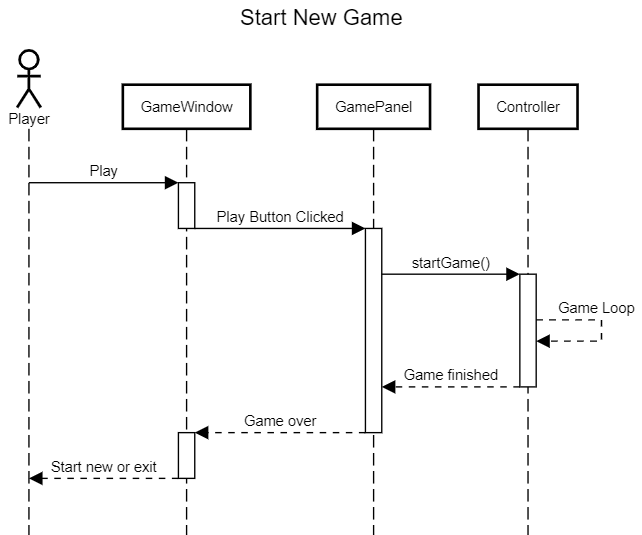 Start New Game
Player
GameWindow
GamePanel
Controller
Play
Play Button Clicked
startGame()
Game Loop
Game finished
Game over
Start new or exit